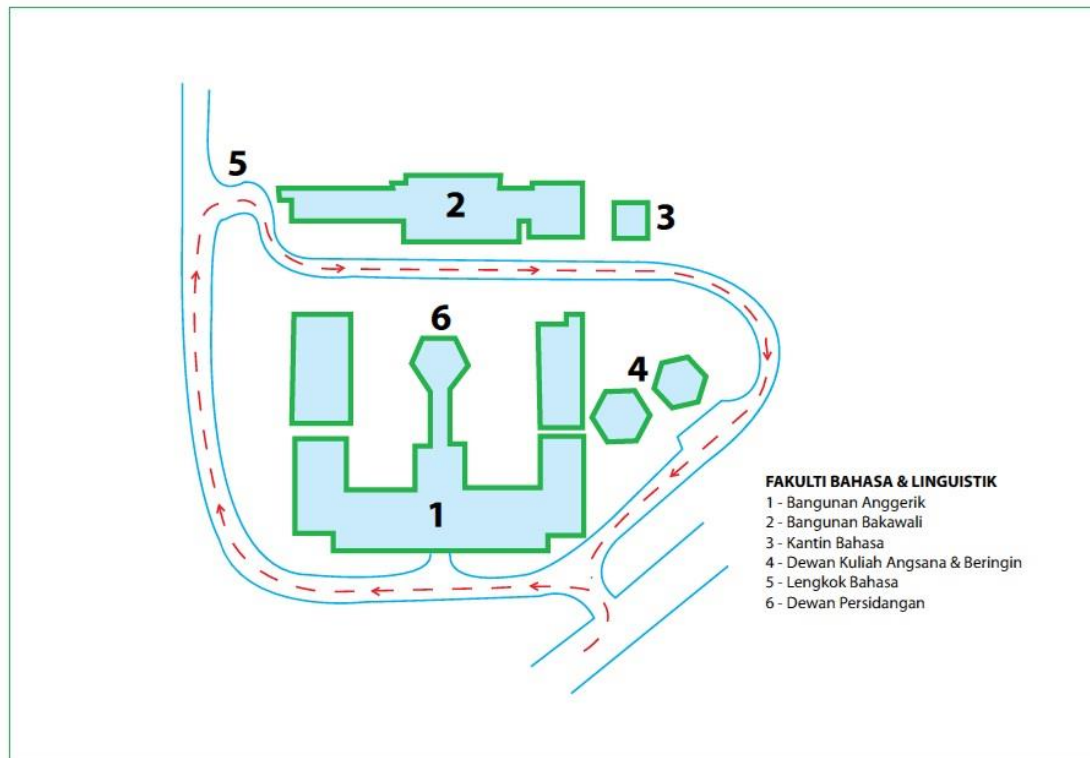 5
2
3
6
4
1
FAKULTI BAHASA & LINGUISTIK
1 - Bangunan Anggerik
2 - Bangunan Bakawali
3 - Kantin Bahasa
4 - Dewan Kuliah Angsana & Beringin
5 - Lengkok Bahasa
6 - Dewan Persidangan